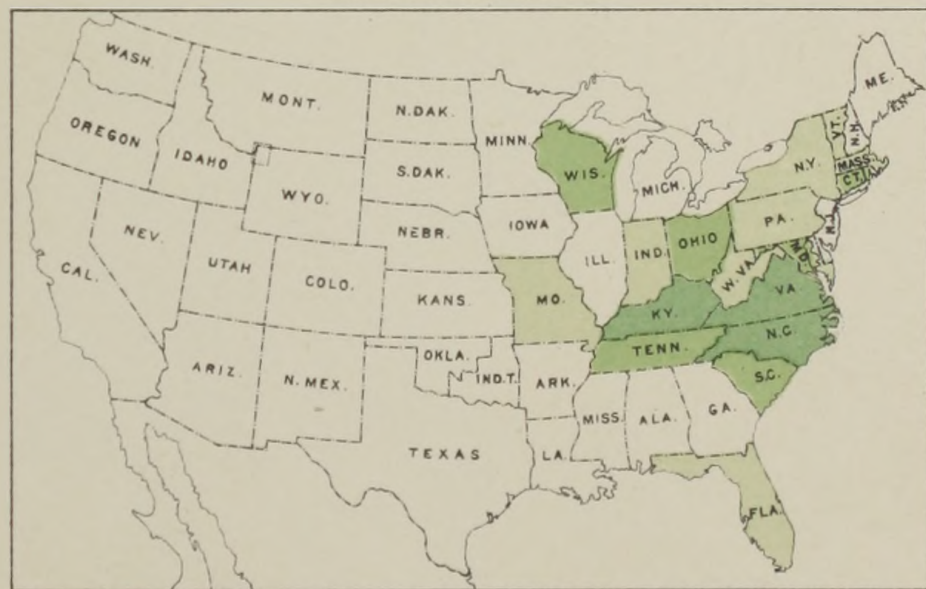 WASH.
MONT.
N.DAK.
MINN.
ME.
OREGON
IDAHO
S.DAK.
WIS.
MICH.
N.Y.
VT.
N.H.
MASS.
CT.
WYO.
NEBR.
IOWA
PA.
N.J.
NEV.
UTAH
COLO.
KANS.
ILL.
IND.
OHIO
W.VA.
MD.
CAL.
MO.
KY.
VA.
ARIZ.
N.MEX.
OKLA.
IND.T.
ARK.
TENN.
N.C.
S.C.
TEXAS
LA.
MISS.
ALA.
GA.
FLA.